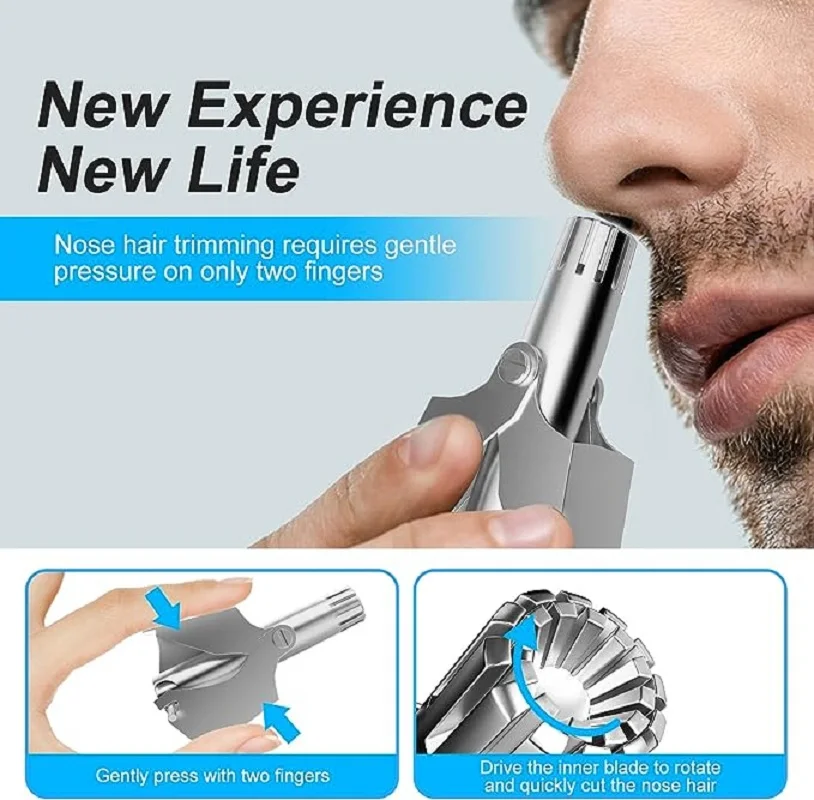 New Experience
New Life
Nose hair trimming requires gentle
pressure on only two fingers
Gently press with two fingers
Drive the inner blade to rotate
and quickly cut the nose hair